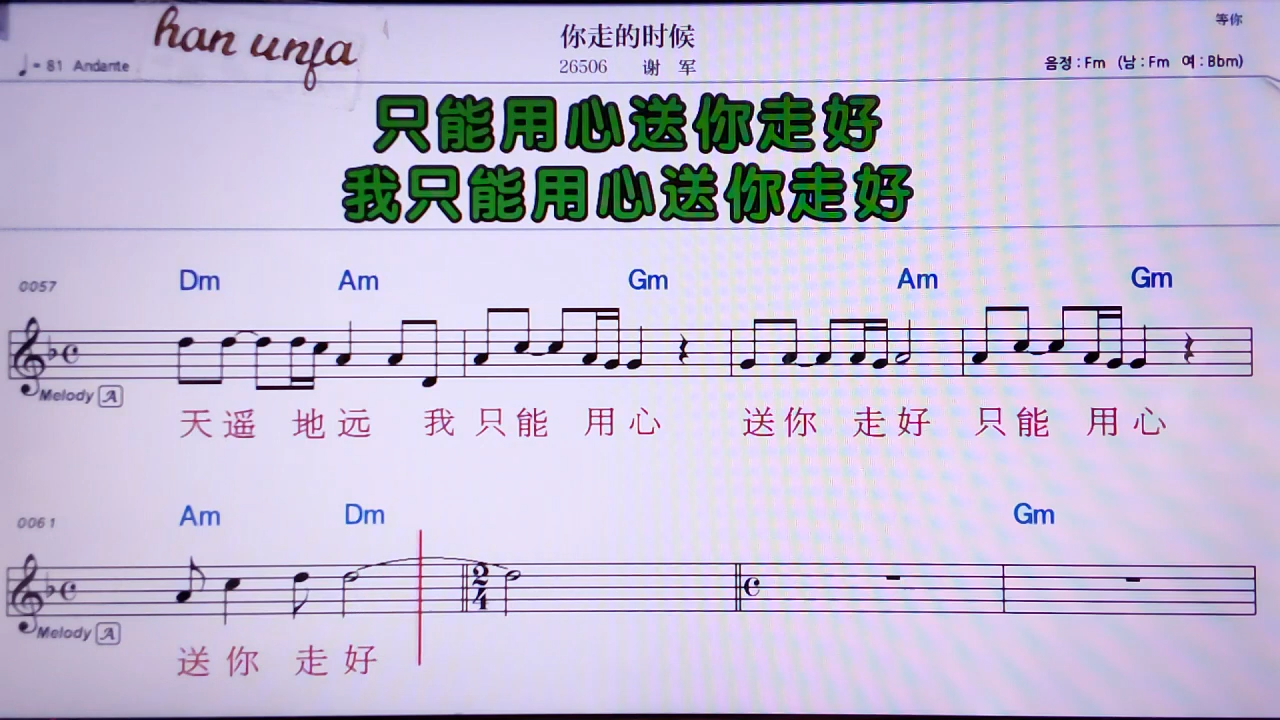 han unfa
你走的时候
等你
♩= 81 Andante
26506 谢 军
음정 : Fm (남 : Fm 여 : Bbm)
只能用心送你走好
我只能用心送你走好
0057 Dm Am Gm Am Gm
Melody A
天遥 地远 我 只能 用心 送你 走好 只能 用心
0061 Am Dm Gm
2
4
Melody A
送你 走好